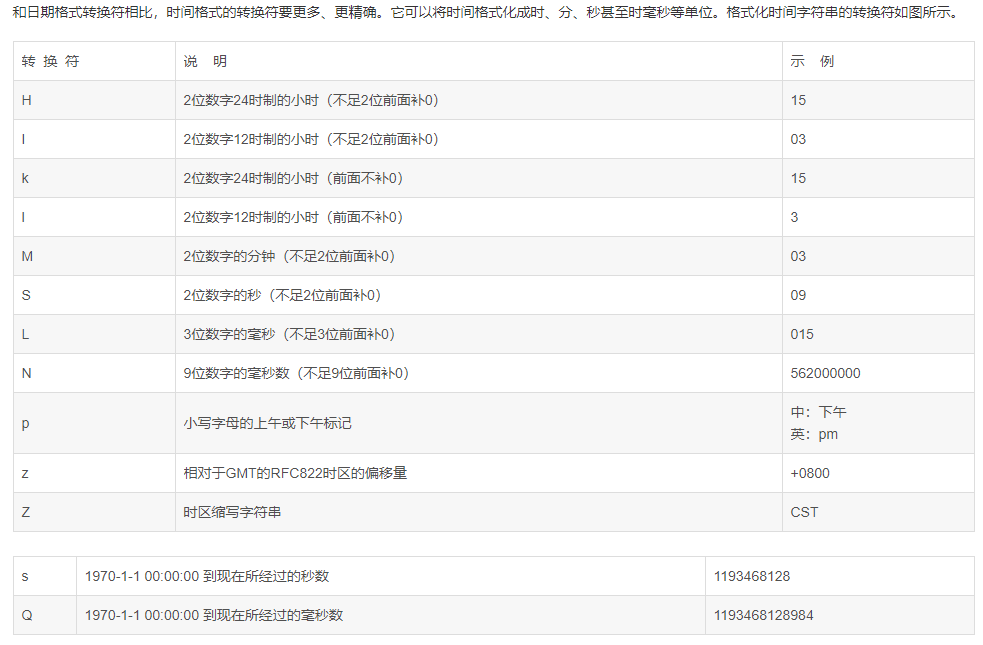 和日期格式转换符相比，时间格式的转换符要更多、更精确。它可以将时间格式化成时、分、秒甚至时毫秒等单位。格式化时间字符串的转换符如图所示。
转 换 符 说 明 示 例
H 2位数字24时制的小时（不足2位前面补0） 15
I 2位数字12时制的小时（不足2位前面补0） 03
k 2位数字24时制的小时（前面不补0） 15
l 2位数字12时制的小时（前面不补0） 3
M 2位数字的分钟（不足2位前面补0） 03
S 2位数字的秒（不足2位前面补0） 09
L 3位数字的毫秒（不足3位前面补0） 015
N 9位数字的毫秒数（不足9位前面补0） 562000000
p 小写字母的上午或下午标记 中：下午
英：pm
z 相对于GMT的RFC822时区的偏移量 +0800
Z 时区缩写字符串 CST
s 1970-1-1 00:00:00 到现在所经过的秒数 1193468128
Q 1970-1-1 00:00:00 到现在所经过的毫秒数 1193468128984